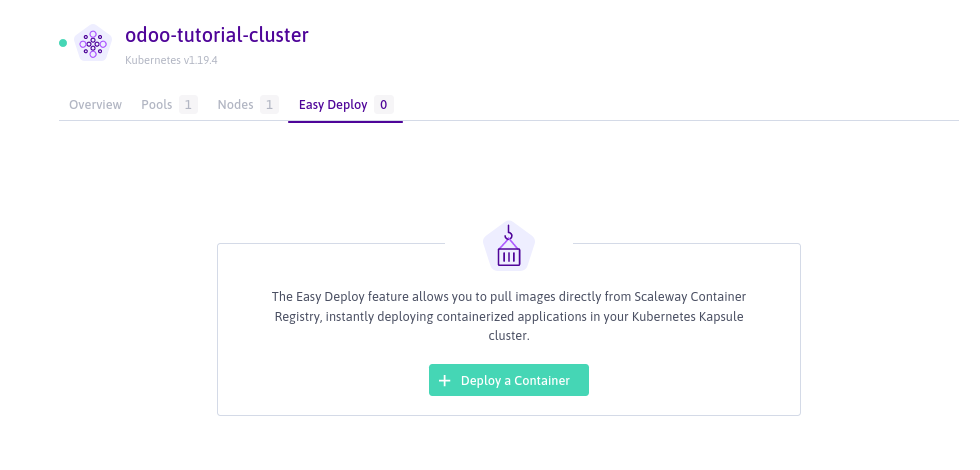 odoo-tutorial-cluster
Kubernetes v1.19.4
Overview Pools 1 Nodes 1 Easy Deploy 0
The Easy Deploy feature allows you to pull images directly from Scaleway Container
Registry, instantly deploying containerized applications in your Kubernetes Kapsule
cluster.
+ Deploy a Container